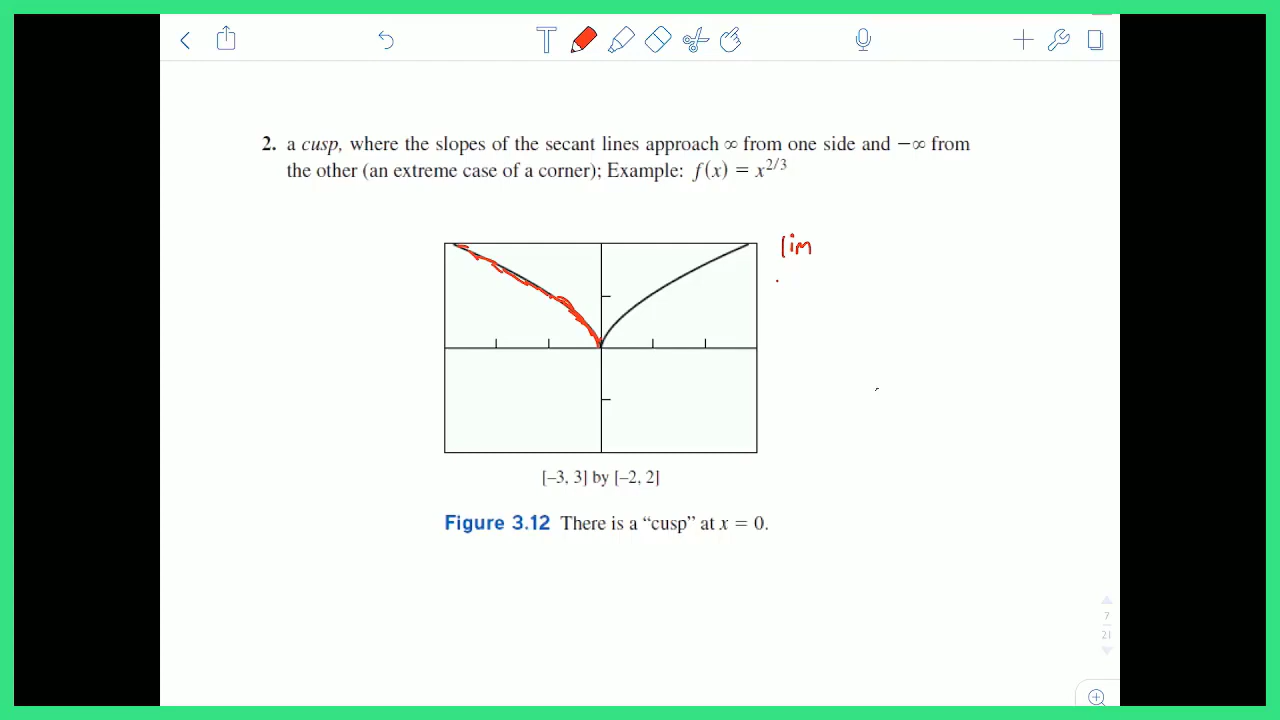 T
2. a cusp, where the slopes of the secant lines approach ∞ from one side and −∞ from
the other (an extreme case of a corner); Example: f(x) = x^{2/3}
lim
[–3, 3] by [–2, 2]
Figure 3.12 There is a “cusp” at x = 0.
7
21